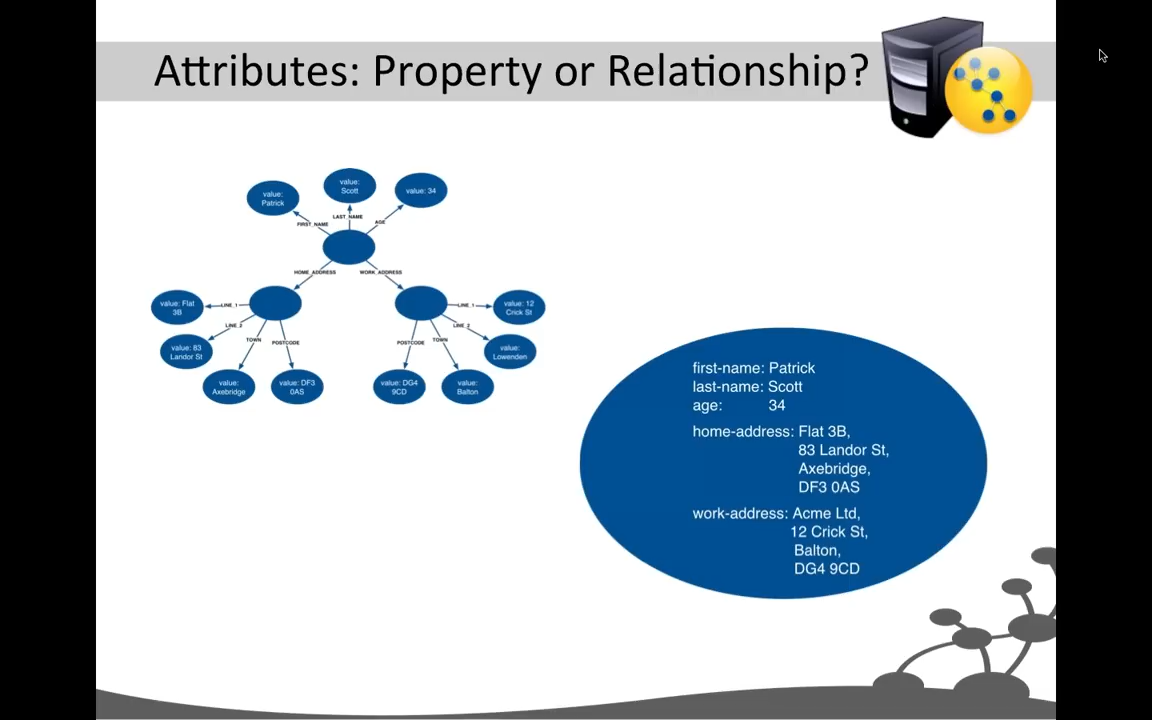 Attributes: Property or Relationship?
value:
Patrick
value:
Scott
value: 34
FIRST_NAME
LAST_NAME
AGE
HOME_ADDRESS
WORK_ADDRESS
value: Flat
3B
LINE_1
LINE_2
value: 83
Landor St
TOWN
POSTCODE
value:
Axebridge
value: DF3
0AS
LINE_1
value: 12
Crick St
LINE_2
value:
Lowenden
POSTCODE
TOWN
value: DG4
9CD
value:
Balton
first-name: Patrick
last-name: Scott
age: 34
home-address: Flat 3B,
83 Landor St,
Axebridge,
DF3 0AS
work-address: Acme Ltd,
12 Crick St,
Balton,
DG4 9CD